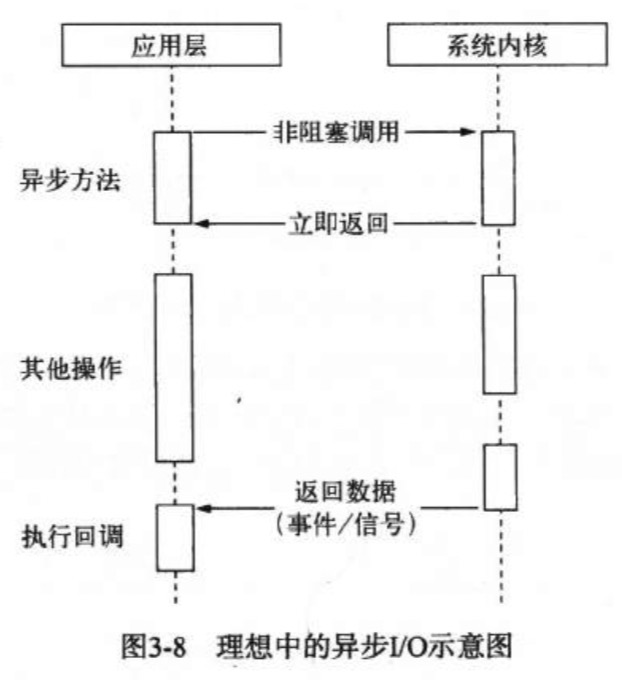 应用层
系统内核
非阻塞调用
异步方法
立即返回
其他操作
返回数据
(事件/信号)
执行回调
图3-8 理想中的异步I/O示意图